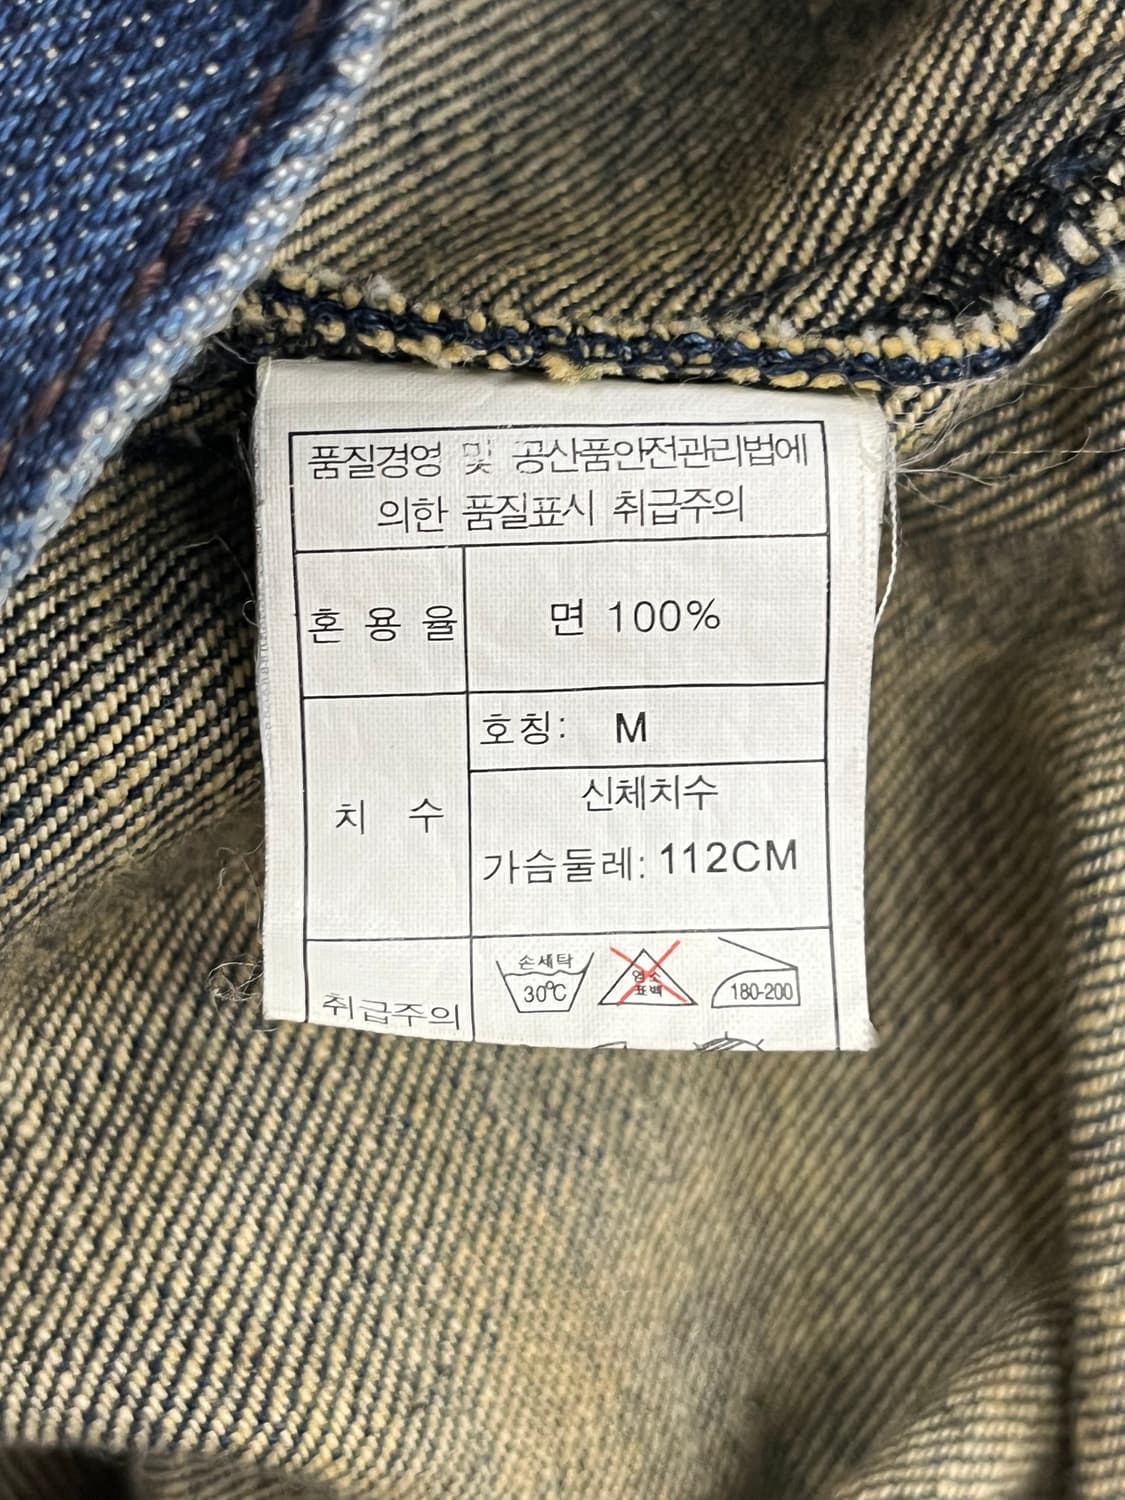 품질경영 및 공산품안전관리법에
의한 품질표시 취급주의
혼 용 율
면 100%
치 수
호칭: M
신체치수
가슴둘레: 112CM
취급주의
손세탁
30℃
염소
표백
180-200